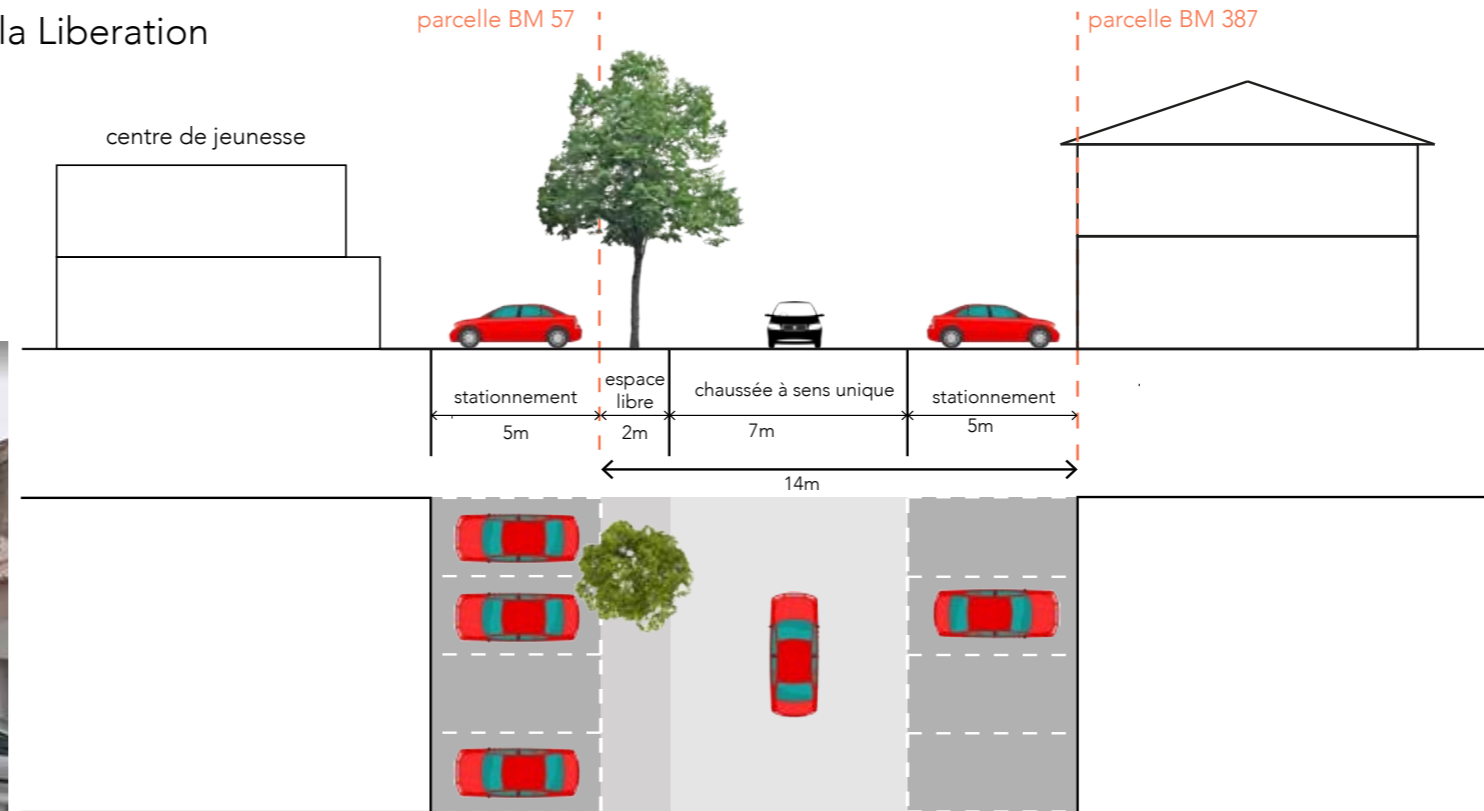 la Liberation
parcelle BM 57
parcelle BM 387
centre de jeunesse
stationnement
espace
libre
chaussée à sens unique
stationnement
5m
2m
7m
5m
14m